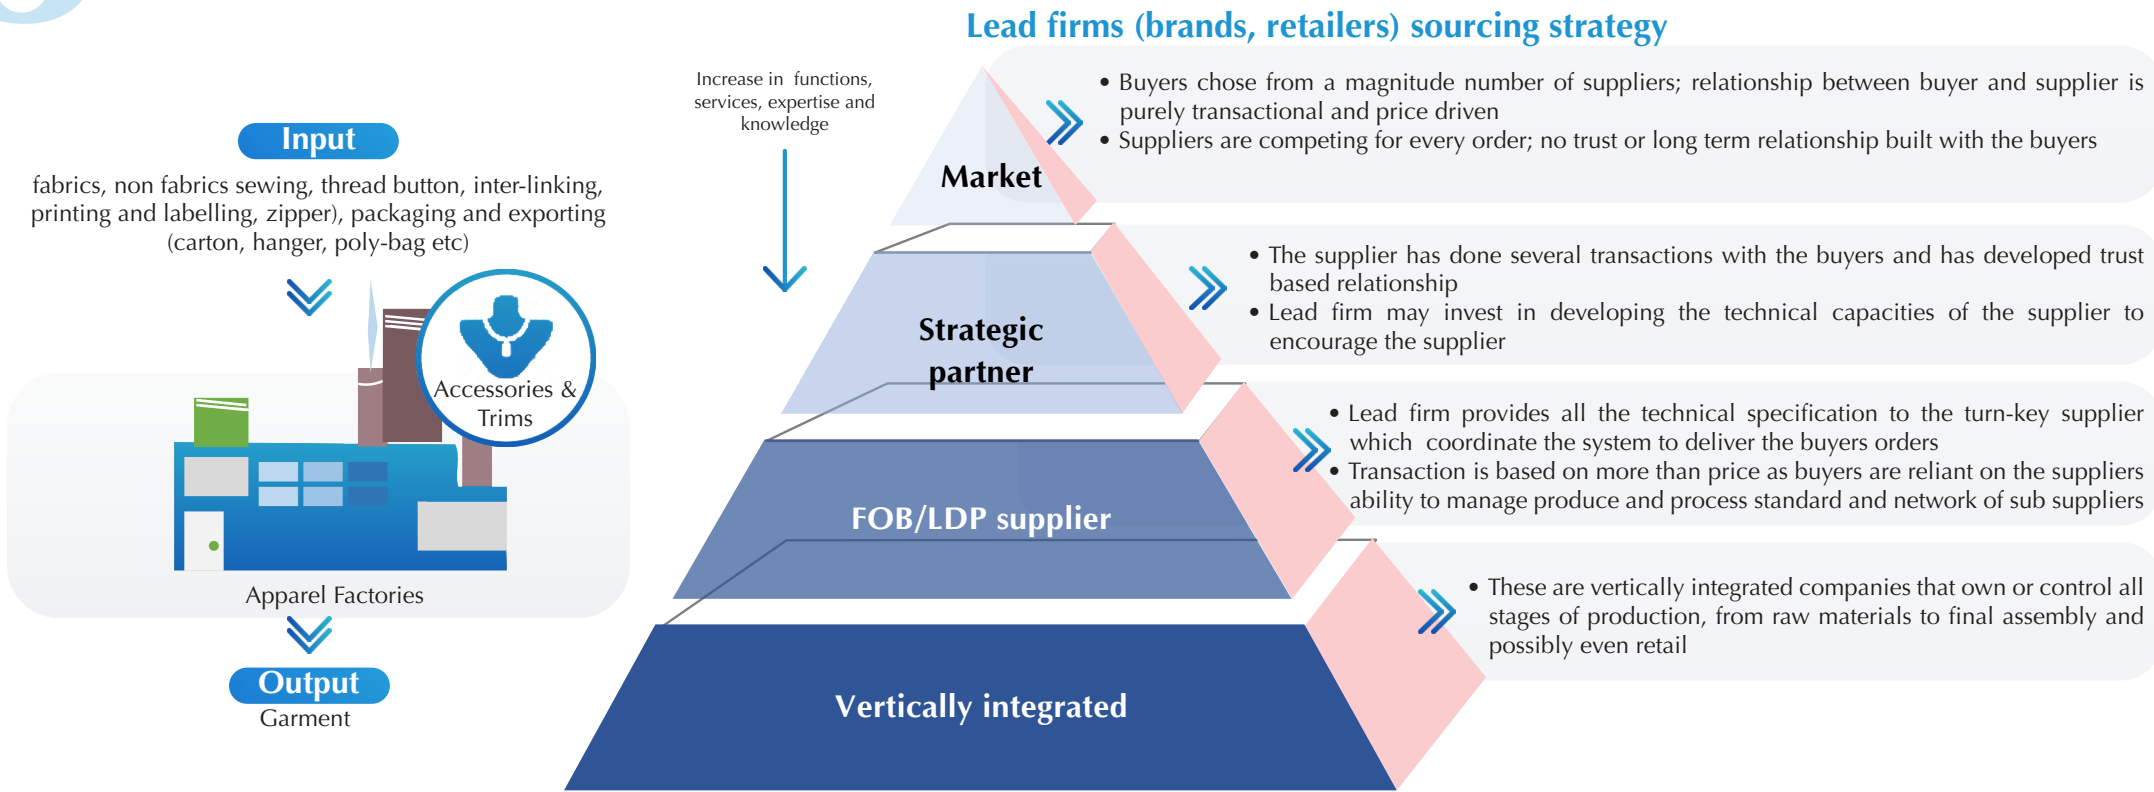 Lead firms (brands, retailers) sourcing strategy
Input
fabrics, non fabrics sewing, thread button, inter-linking,
printing and labelling, zipper), packaging and exporting
(carton, hanger, poly-bag etc)
Accessories &
Trims
Apparel Factories
Output
Garment
Increase in functions,
services, expertise and
knowledge
Market
• Buyers chose from a magnitude number of suppliers; relationship between buyer and supplier is
purely transactional and price driven
• Suppliers are competing for every order; no trust or long term relationship built with the buyers
Strategic
partner
• The supplier has done several transactions with the buyers and has developed trust
based relationship
• Lead firm may invest in developing the technical capacities of the supplier to
encourage the supplier
FOB/LDP supplier
• Lead firm provides all the technical specification to the turn-key supplier
which coordinate the system to deliver the buyers orders
• Transaction is based on more than price as buyers are reliant on the suppliers
ability to manage produce and process standard and network of sub suppliers
Vertically integrated
• These are vertically integrated companies that own or control all
stages of production, from raw materials to final assembly and
possibly even retail